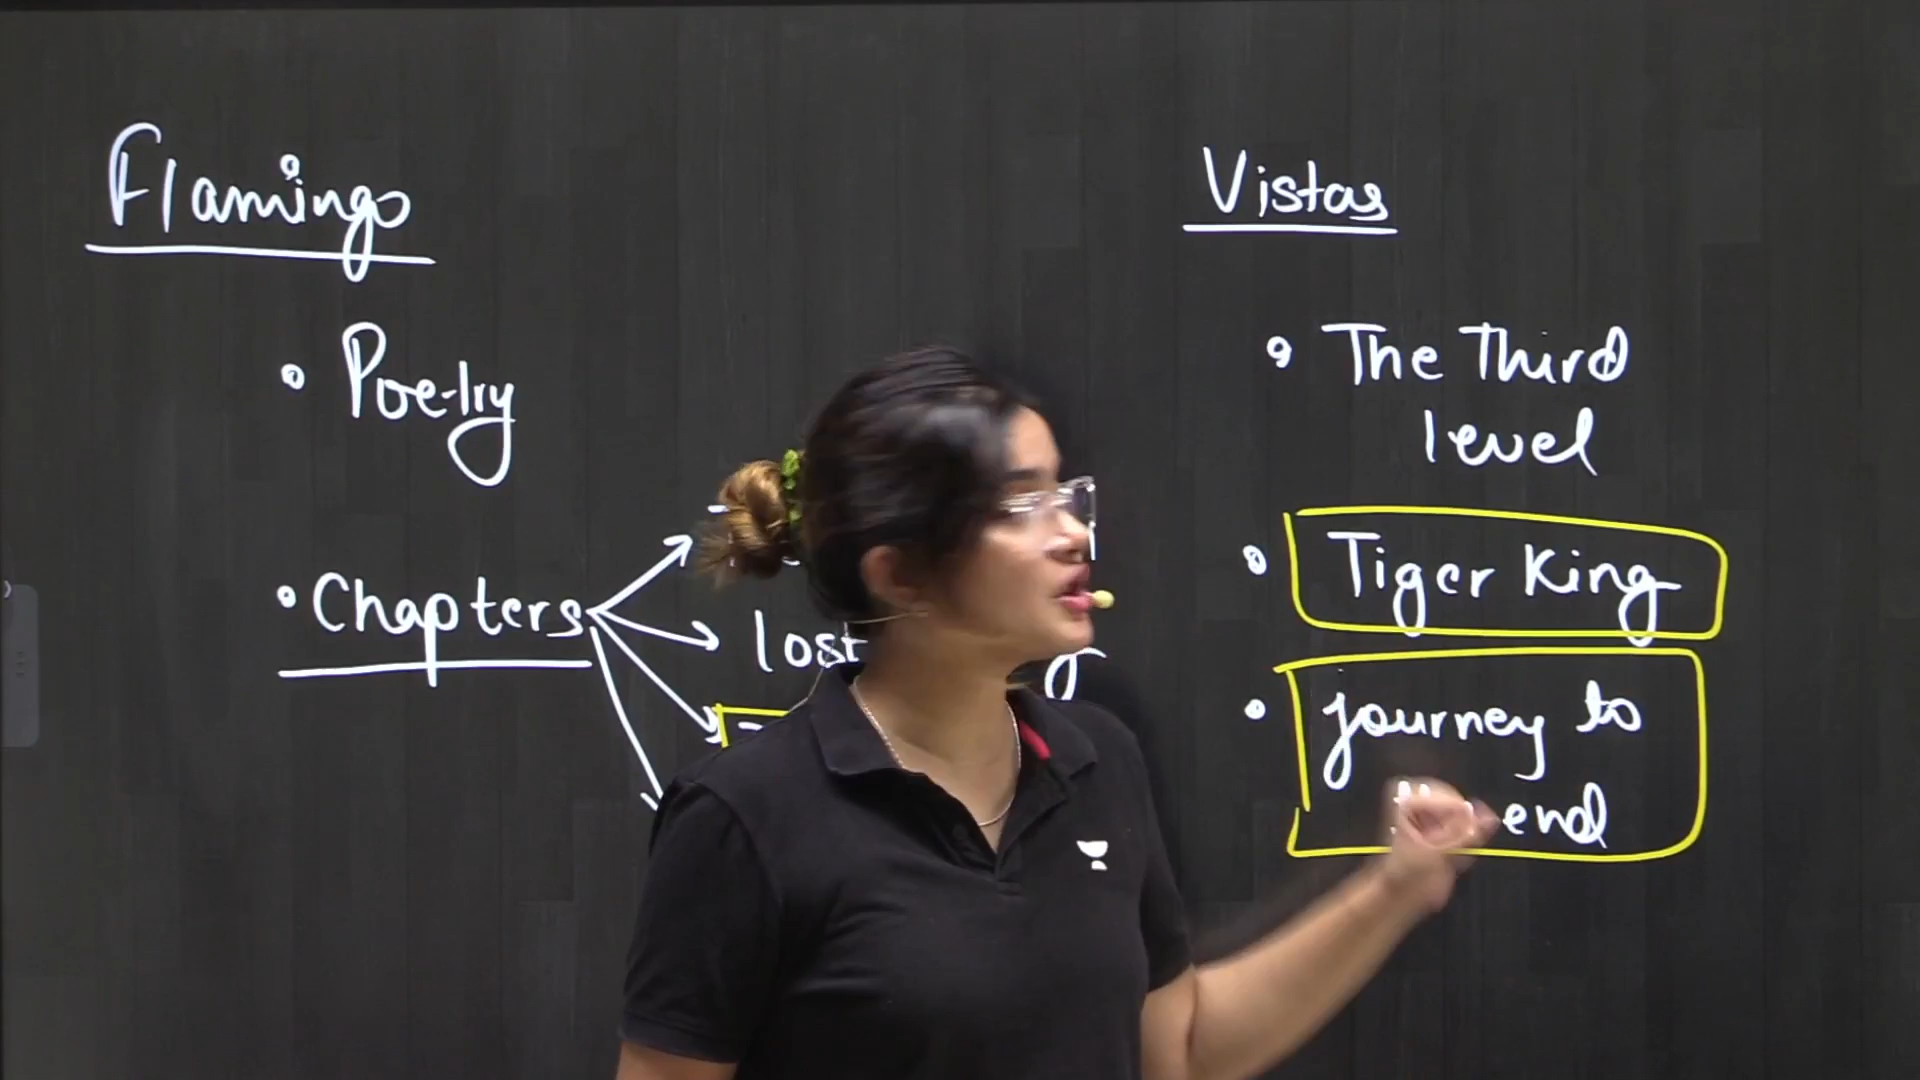 Flamingo
• Poetry
• Chapters
lost
Vistas
• The Third
level
• Tiger King
• journey to
end